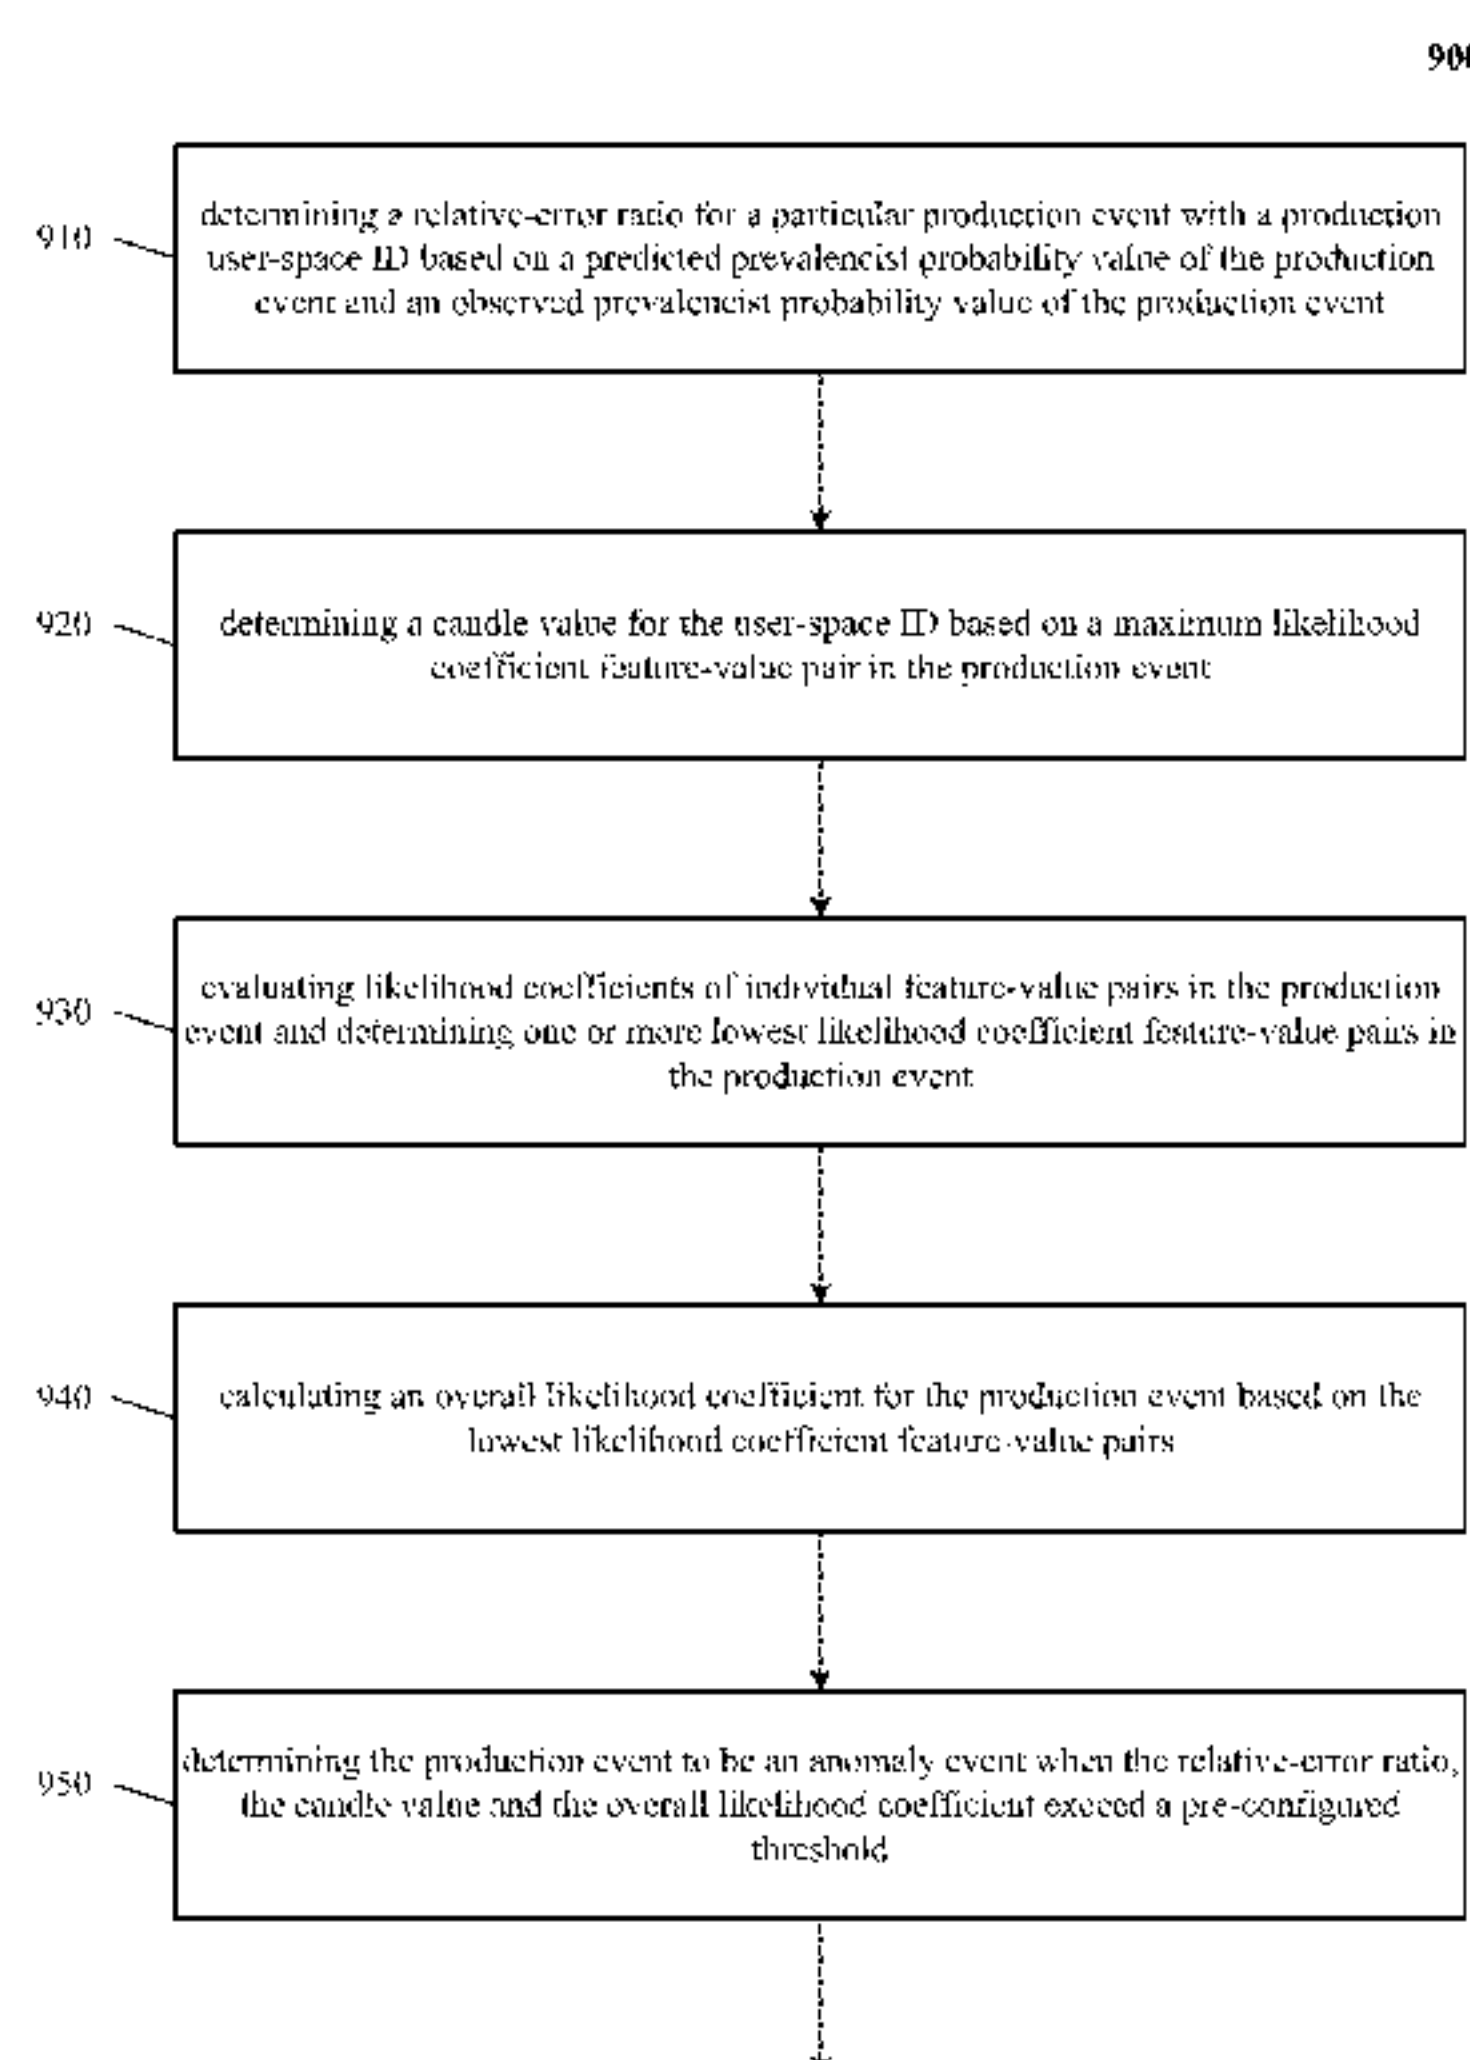 900
910
determining a relative-error ratio for a particular production event with a production
user-space ID based on a predicted prevalencist probability value of the production
event and an observed prevalencist probability value of the production event
920
determining a candle value for the user-space ID based on a maximum likelihood
coefficient feature-value pair in the production event
930
evaluating likelihood coefficients of individual feature-value pairs in the production
event and determining one or more lowest likelihood coefficient feature-value pairs in
the production event
940
calculating an overall likelihood coefficient for the production event based on the
lowest likelihood coefficient feature-value pairs
950
determining the production event to be an anomaly event when the relative-error ratio,
the candle value and the overall likelihood coefficient exceed a pre-configured
threshold